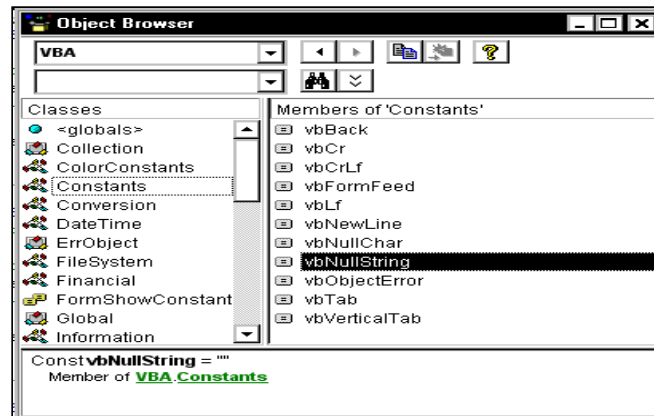 Object Browser
VBA
Classes
<globals>
Collection
ColorConstants
Constants
Conversion
DateTime
ErrObject
FileSystem
Financial
FormShowConstant
Global
Information
Members of 'Constants'
vbBack
vbCr
vbCrLf
vbFormFeed
vbLf
vbNewLine
vbNullChar
vbNullString
vbObjectError
vbTab
vbVerticalTab
Const vbNullString = ""
Member of VBA.Constants